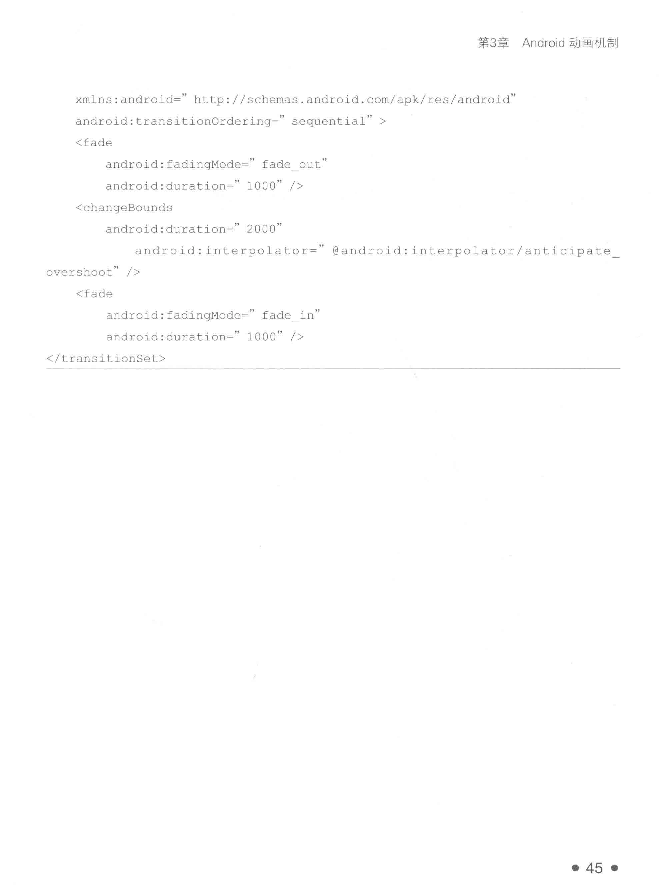 第3章 Android 动画机制
xmlns:android=” http://schemas.android.com/apk/res/android”
android:transitionOrdering=” sequential” >
<fade
android:fadingMode=” fade_out”
android:duration=” 1000” />
<changeBounds
android:duration=” 2000”
android:interpolator=” @android:interpolator/anticipate_
overshoot” />
<fade
android:fadingMode=” fade_in”
android:duration=” 1000” />
</transitionSet>
• 45 •